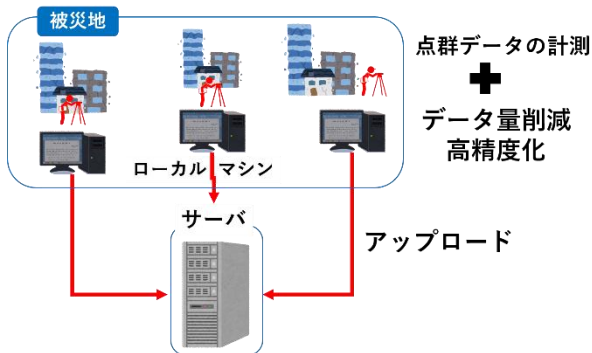 被災地
点群データの計測
データ量削減
高精度化
ローカル マシン
サーバ
アップロード